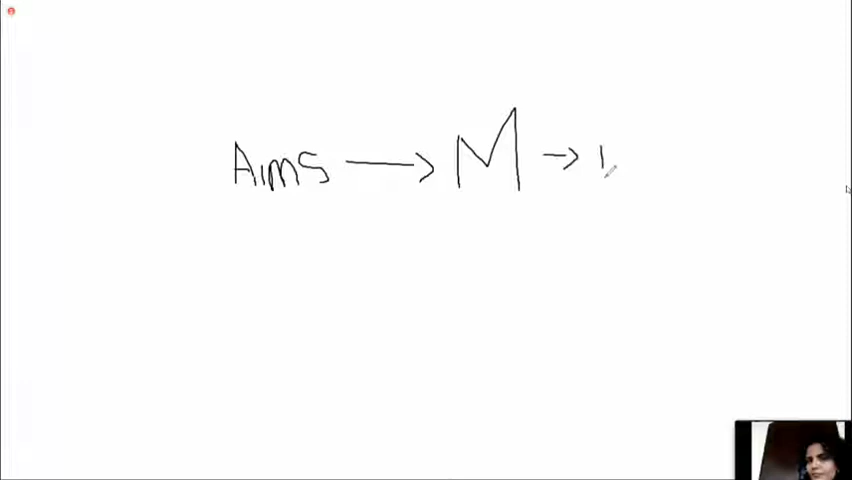 Aims → M → I